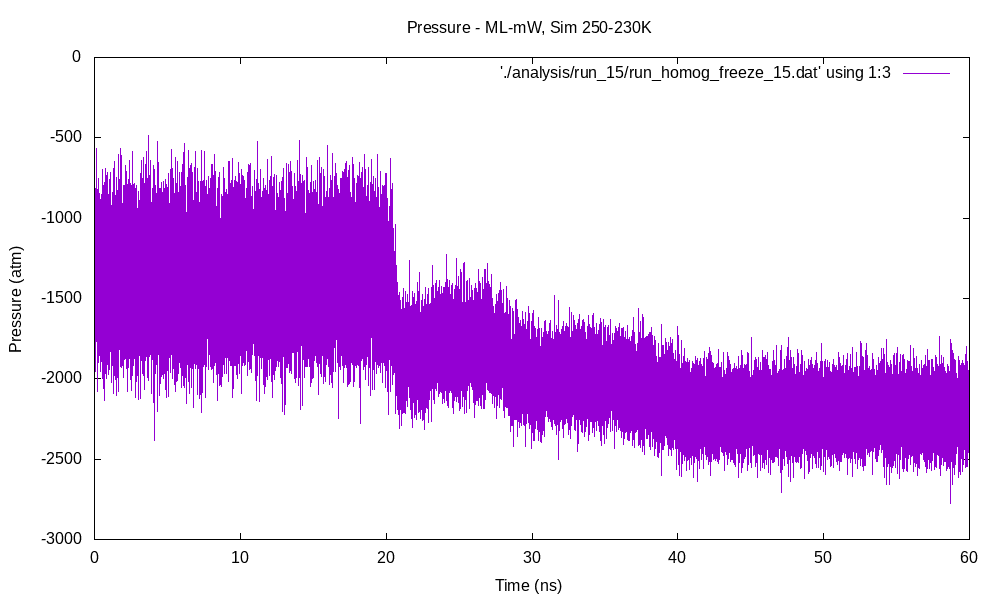 Pressure - ML-mW, Sim 250-230K
'./analysis/run_15/run_homog_freeze_15.dat' using 1:3
0
-500
-1000
-1500
-2000
-2500
-3000
Pressure (atm)
0 10 20 30 40 50 60
Time (ns)